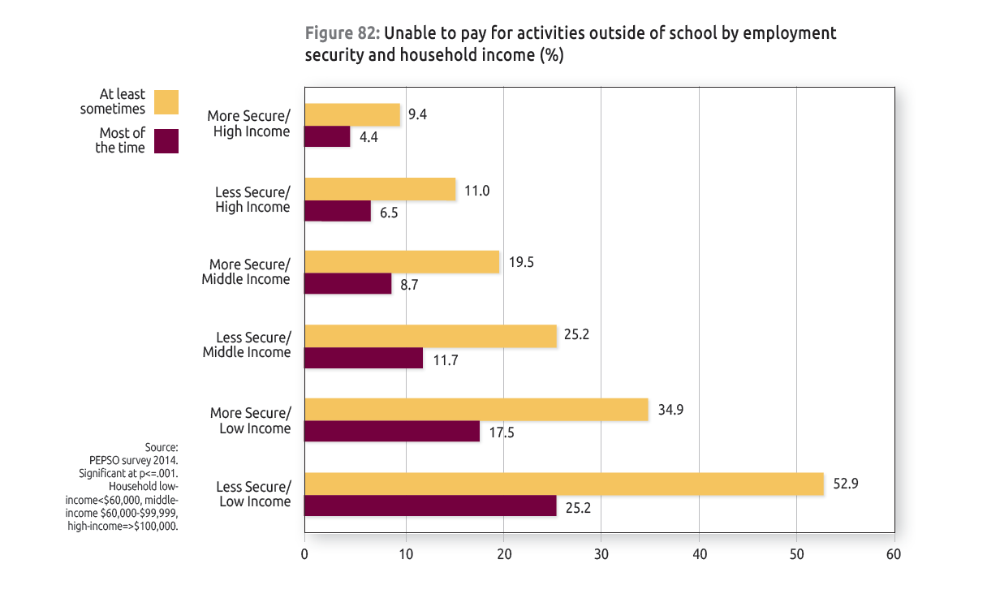 Figure 82: Unable to pay for activities outside of school by employment
security and household income (%)
At least
sometimes
Most of
the time
More Secure/
High Income
9.4
4.4
Less Secure/
High Income
11.0
6.5
More Secure/
Middle Income
19.5
8.7
Less Secure/
Middle Income
25.2
11.7
More Secure/
Low Income
34.9
17.5
Less Secure/
Low Income
52.9
25.2
Source:
PEPSO survey 2014.
Significant at p<=.001.
Household low-
income<$60,000, middle-
income $60,000-$99,999,
high-income=>$100,000.
0 10 20 30 40 50 60